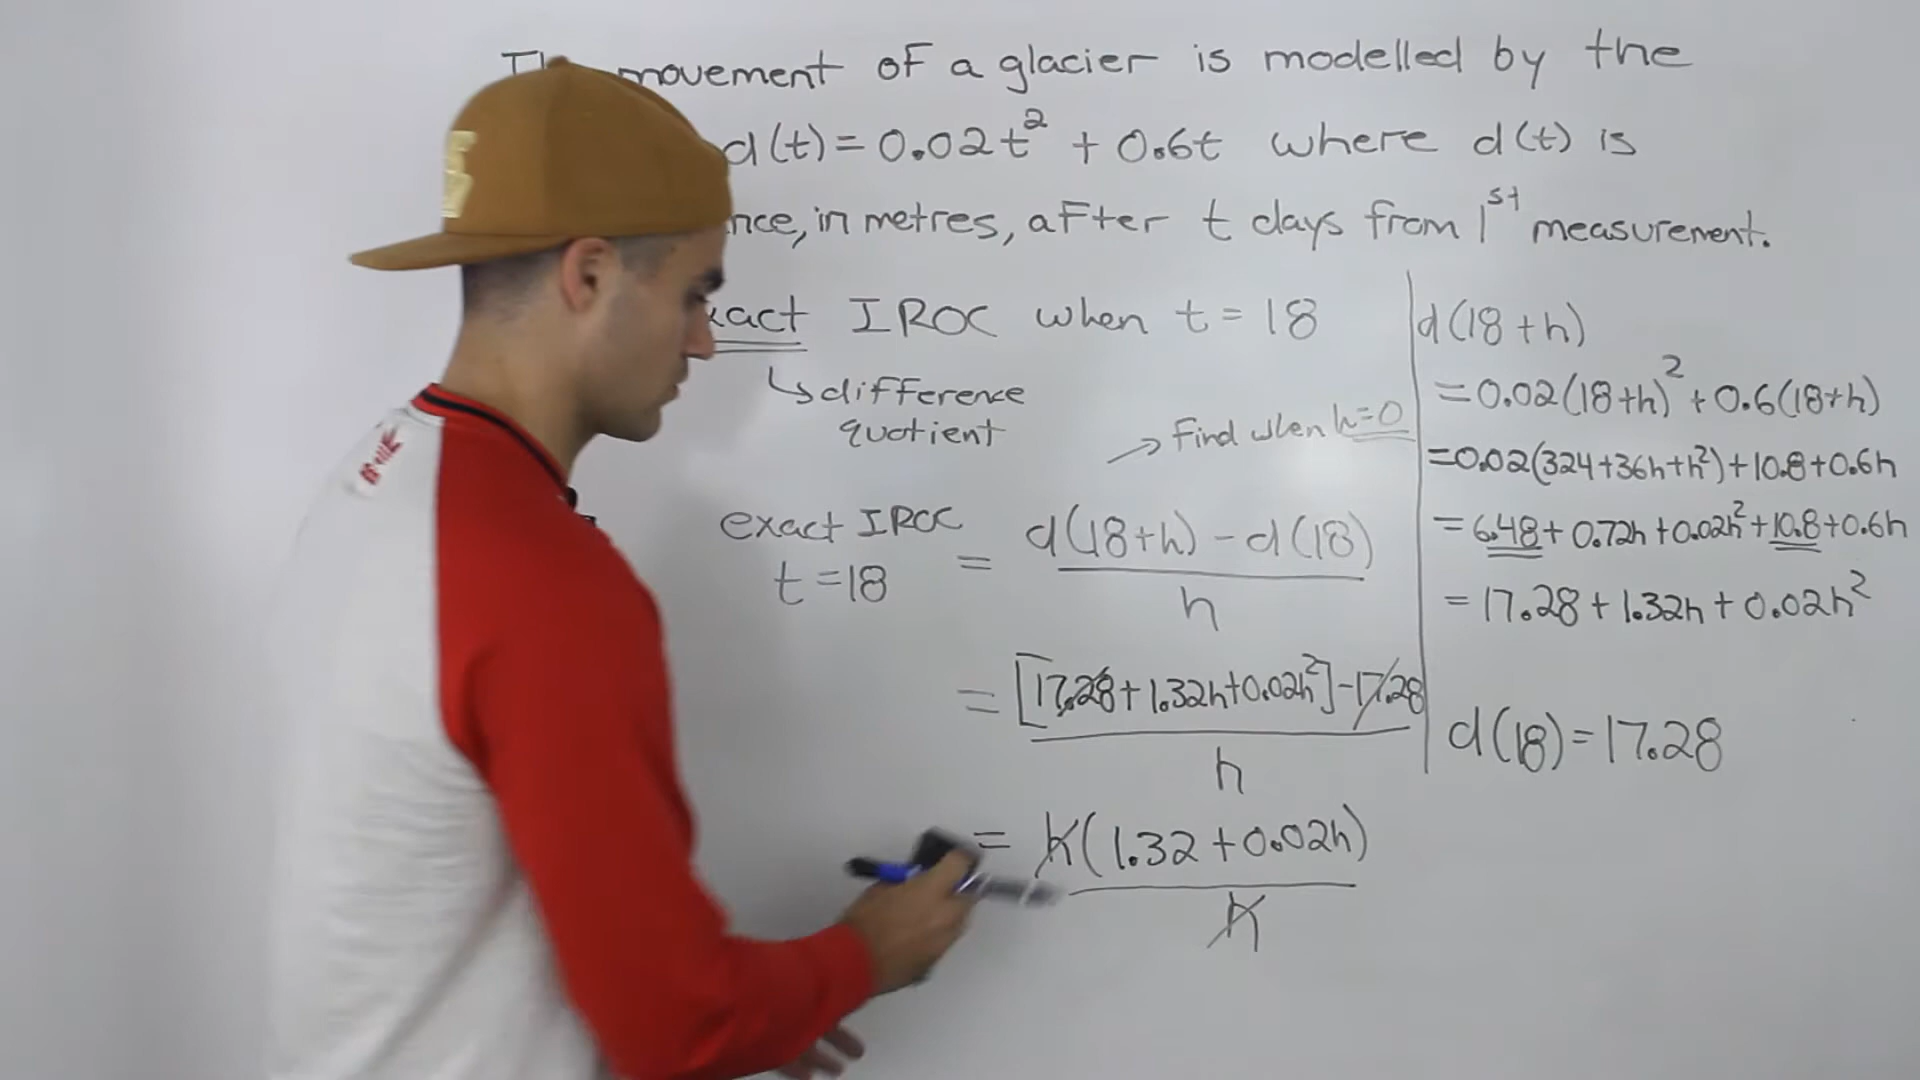 movement of a glacier is modelled by the
d(t) = 0.02t² + 0.6t where d(t) is
nce, in metres, after t days from 1st measurement.
xact IROC when t = 18
↳ difference
quotient
→ Find when h=0
exact IROC
t = 18
= d(18+h) - d(18)
h
= [17.28 + 1.32h + 0.02h²] - 17.28
h
= h(1.32 + 0.02h)
h
d(18+h)
= 0.02(18+h)² + 0.6(18+h)
= 0.02(324+36h+h²) + 10.8 + 0.6h
= 6.48 + 0.72h + 0.02h² + 10.8 + 0.6h
= 17.28 + 1.32h + 0.02h²
d(18) = 17.28